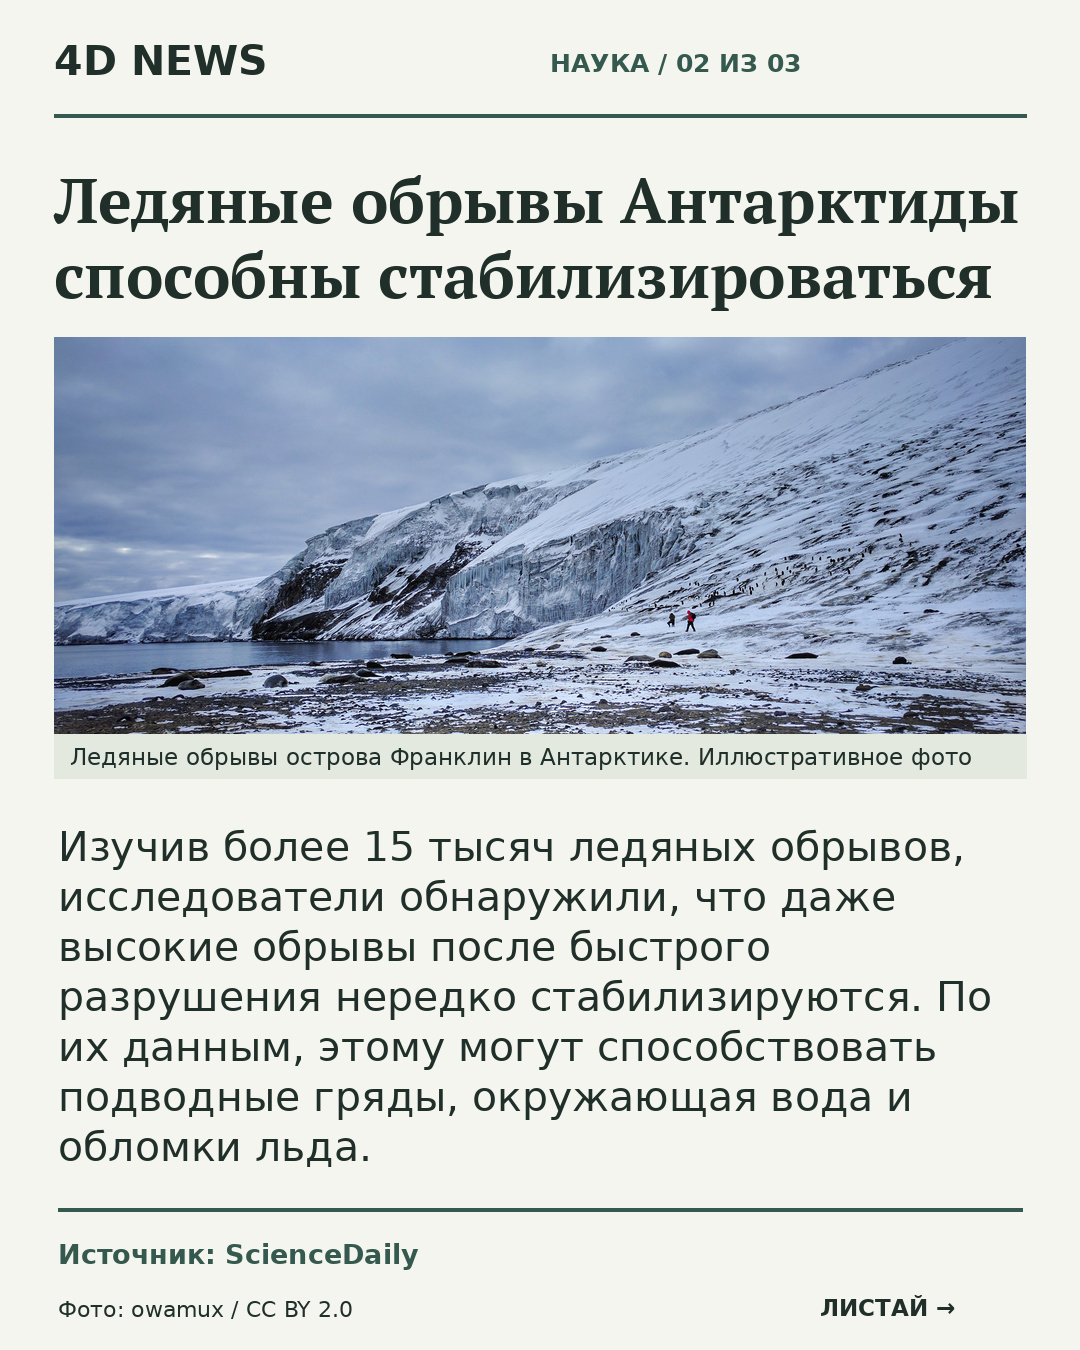 4D NEWS
НАУКА / 02 ИЗ 03
Ледяные обрывы Антарктиды
способны стабилизироваться
Ледяные обрывы острова Франклин в Антарктике. Иллюстративное фото
Изучив более 15 тысяч ледяных обрывов,
исследователи обнаружили, что даже
высокие обрывы после быстрого
разрушения нередко стабилизируются. По
их данным, этому могут способствовать
подводные гряды, окружающая вода и
обломки льда.
Источник: ScienceDaily
Фото: owamux / CC BY 2.0
ЛИСТАЙ →